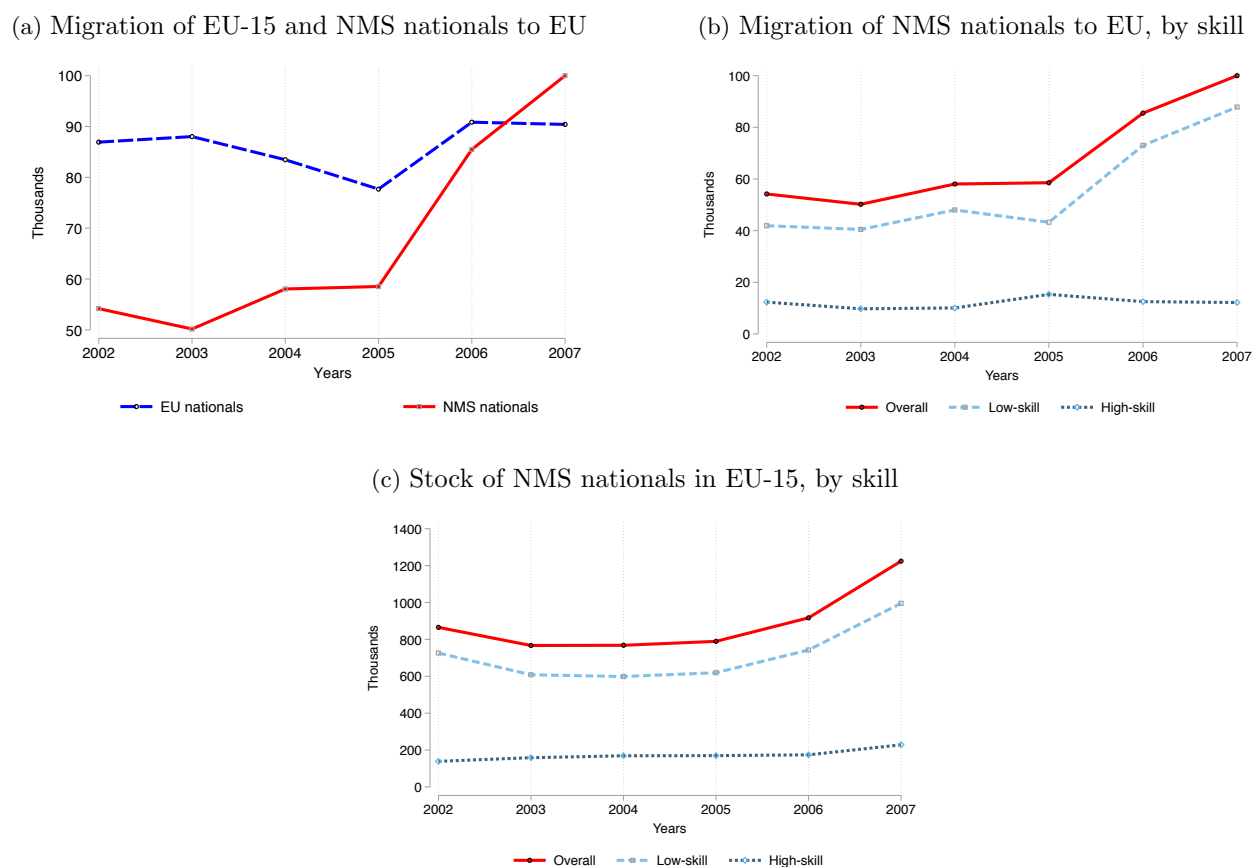 (a) Migration of EU-15 and NMS nationals to EU
100
90
80
70
60
50
Thousands
2002 2003 2004 2005 2006 2007
Years
EU nationals NMS nationals
(b) Migration of NMS nationals to EU, by skill
100
80
60
40
20
0
Thousands
2002 2003 2004 2005 2006 2007
Years
Overall Low-skill High-skill
(c) Stock of NMS nationals in EU-15, by skill
1400
1200
1000
800
600
400
200
0
Thousands
2002 2003 2004 2005 2006 2007
Years
Overall Low-skill High-skill